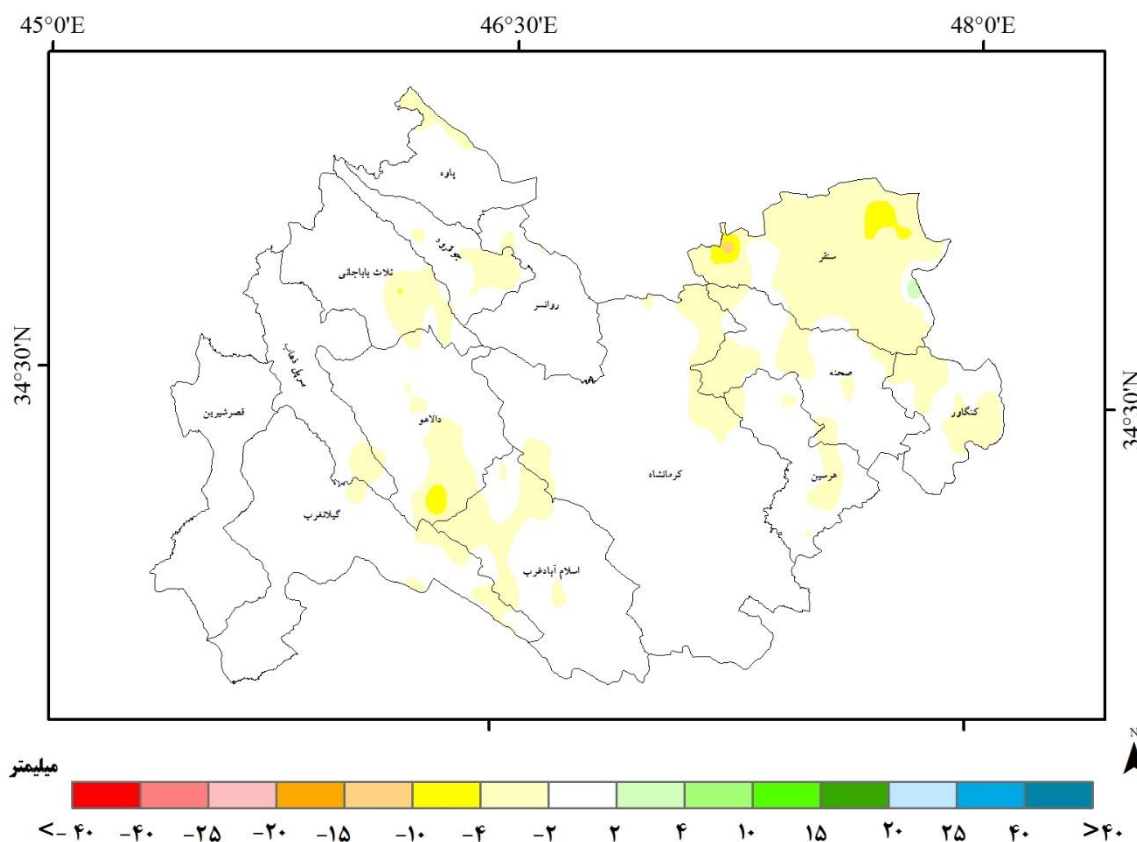 45°0'E 46°30'E 48°0'E
پاوه
سنقر
جوانرود
ثلاث باباجانی
روانسر
34°30'N
سرپل ذهاب
صحنه
34°30'N
قصرشیرین
دالاهو
کنگاور
کرمانشاه
هرسین
گیلانغرب
اسلام آبادغرب
N
میلیمتر
<-۴۰ -۴۰ -۲۵ -۲۰ -۱۵ -۱۰ -۴ -۲ ۲ ۴ ۱۰ ۱۵ ۲۰ ۲۵ ۴۰ >۴۰